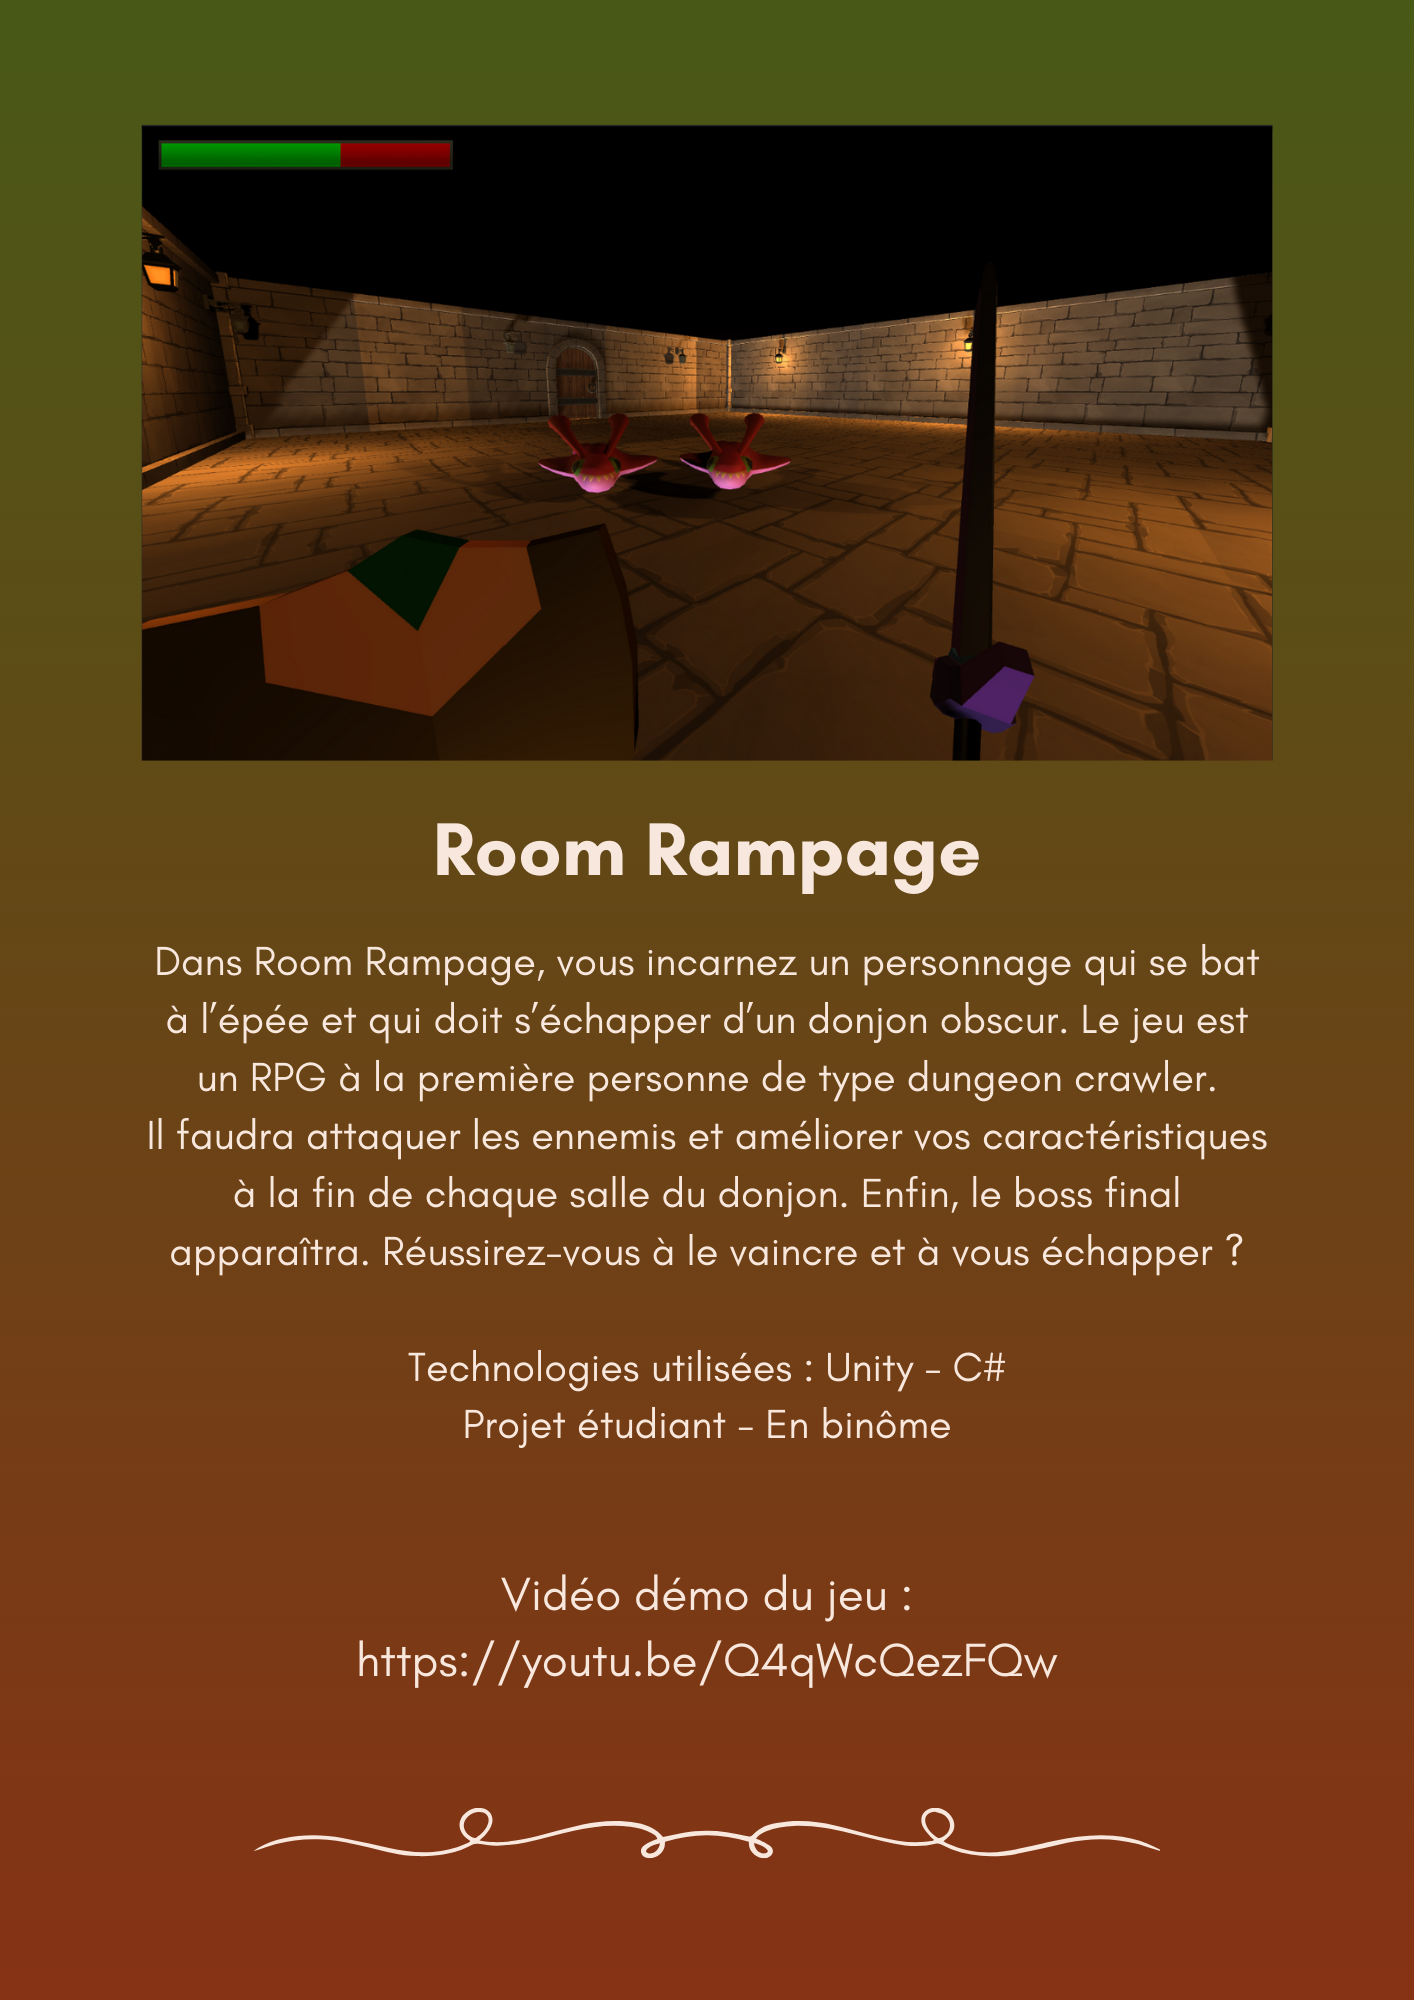 Room Rampage
Dans Room Rampage, vous incarnez un personnage qui se bat
à l’épée et qui doit s’échapper d’un donjon obscur. Le jeu est
un RPG à la première personne de type dungeon crawler.
Il faudra attaquer les ennemis et améliorer vos caractéristiques
à la fin de chaque salle du donjon. Enfin, le boss final
apparaîtra. Réussirez-vous à le vaincre et à vous échapper ?
Technologies utilisées : Unity - C#
Projet étudiant - En binôme
Vidéo démo du jeu :
https://youtu.be/Q4qWcQezFQw